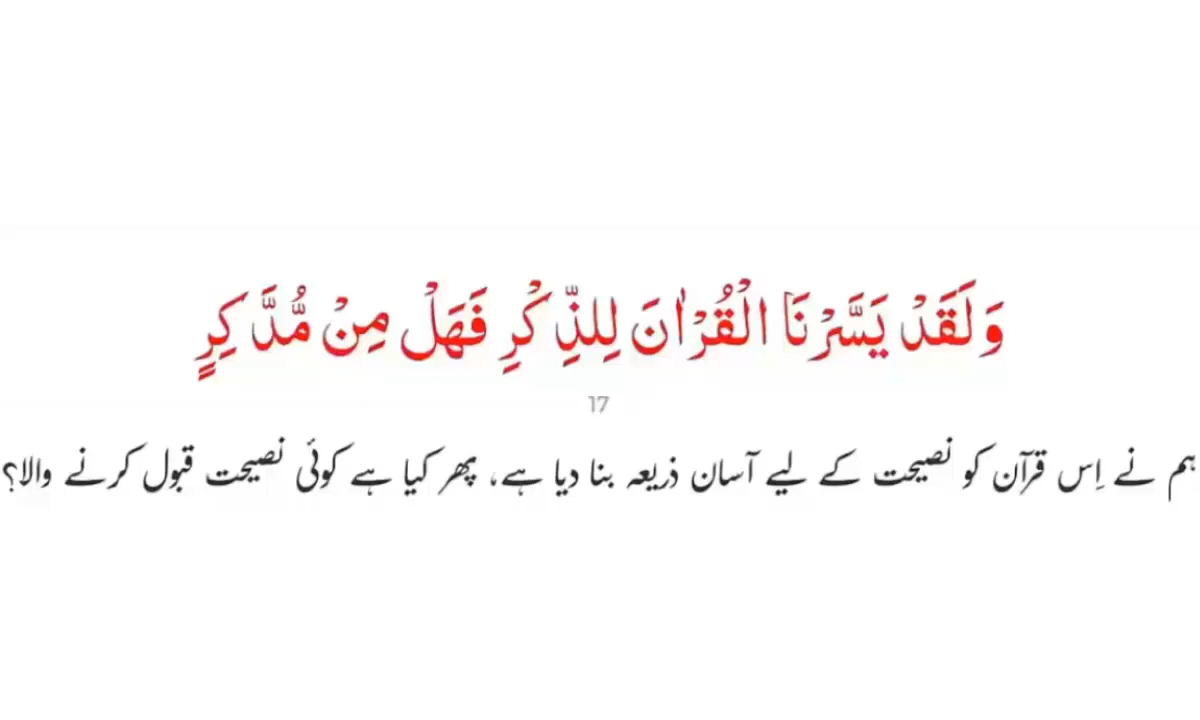 وَلَقَدْ يَسَّرْنَا الْقُرْاٰنَ لِلذِّكْرِ فَهَلْ مِنْ مُّدَّكِرٍ
17
ہم نے اِس قرآن کو نصیحت کے لیے آسان ذریعہ بنا دیا ہے، پھر کیا ہے کوئی نصیحت قبول کرنے والا؟